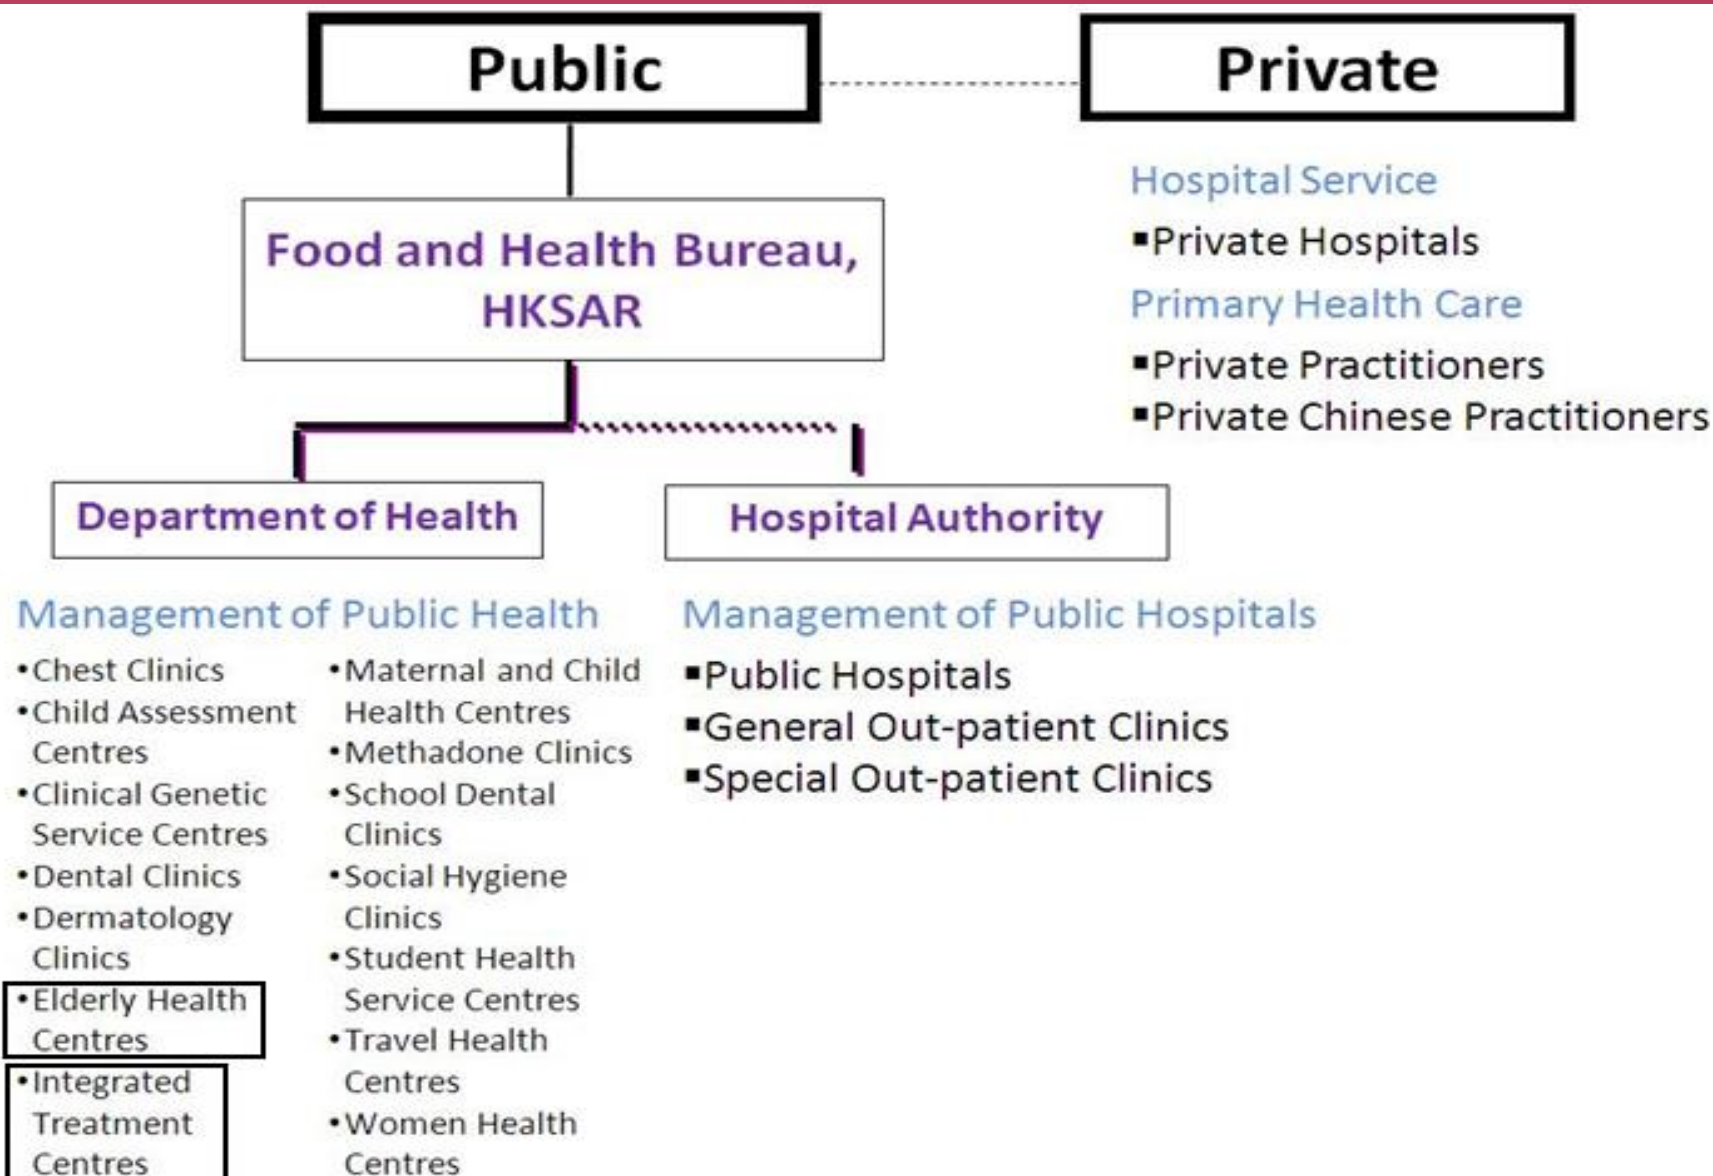 Public
Private
Food and Health Bureau,
HKSAR
Hospital Service
▪Private Hospitals
Primary Health Care
▪Private Practitioners
▪Private Chinese Practitioners
Department of Health
Hospital Authority
Management of Public Health
•Chest Clinics
•Child Assessment
Centres
•Clinical Genetic
Service Centres
•Dental Clinics
•Dermatology
Clinics
•Elderly Health
Centres
•Integrated
Treatment
Centres
•Maternal and Child
Health Centres
•Methadone Clinics
•School Dental
Clinics
•Social Hygiene
Clinics
•Student Health
Service Centres
•Travel Health
Centres
•Women Health
Centres
Management of Public Hospitals
▪Public Hospitals
▪General Out-patient Clinics
▪Special Out-patient Clinics